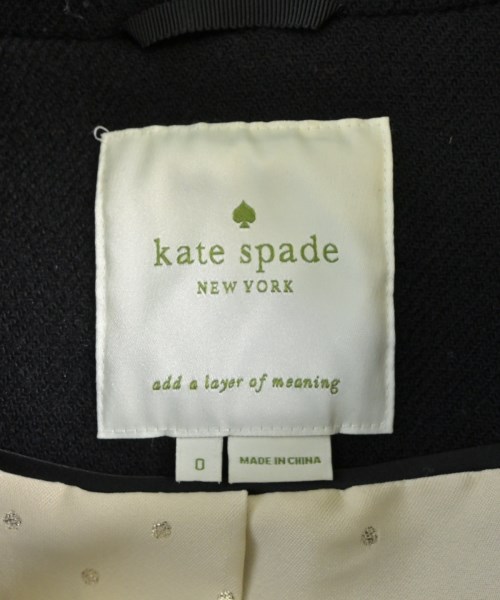 kate spade
NEW YORK
add a layer of meaning
0
MADE IN CHINA